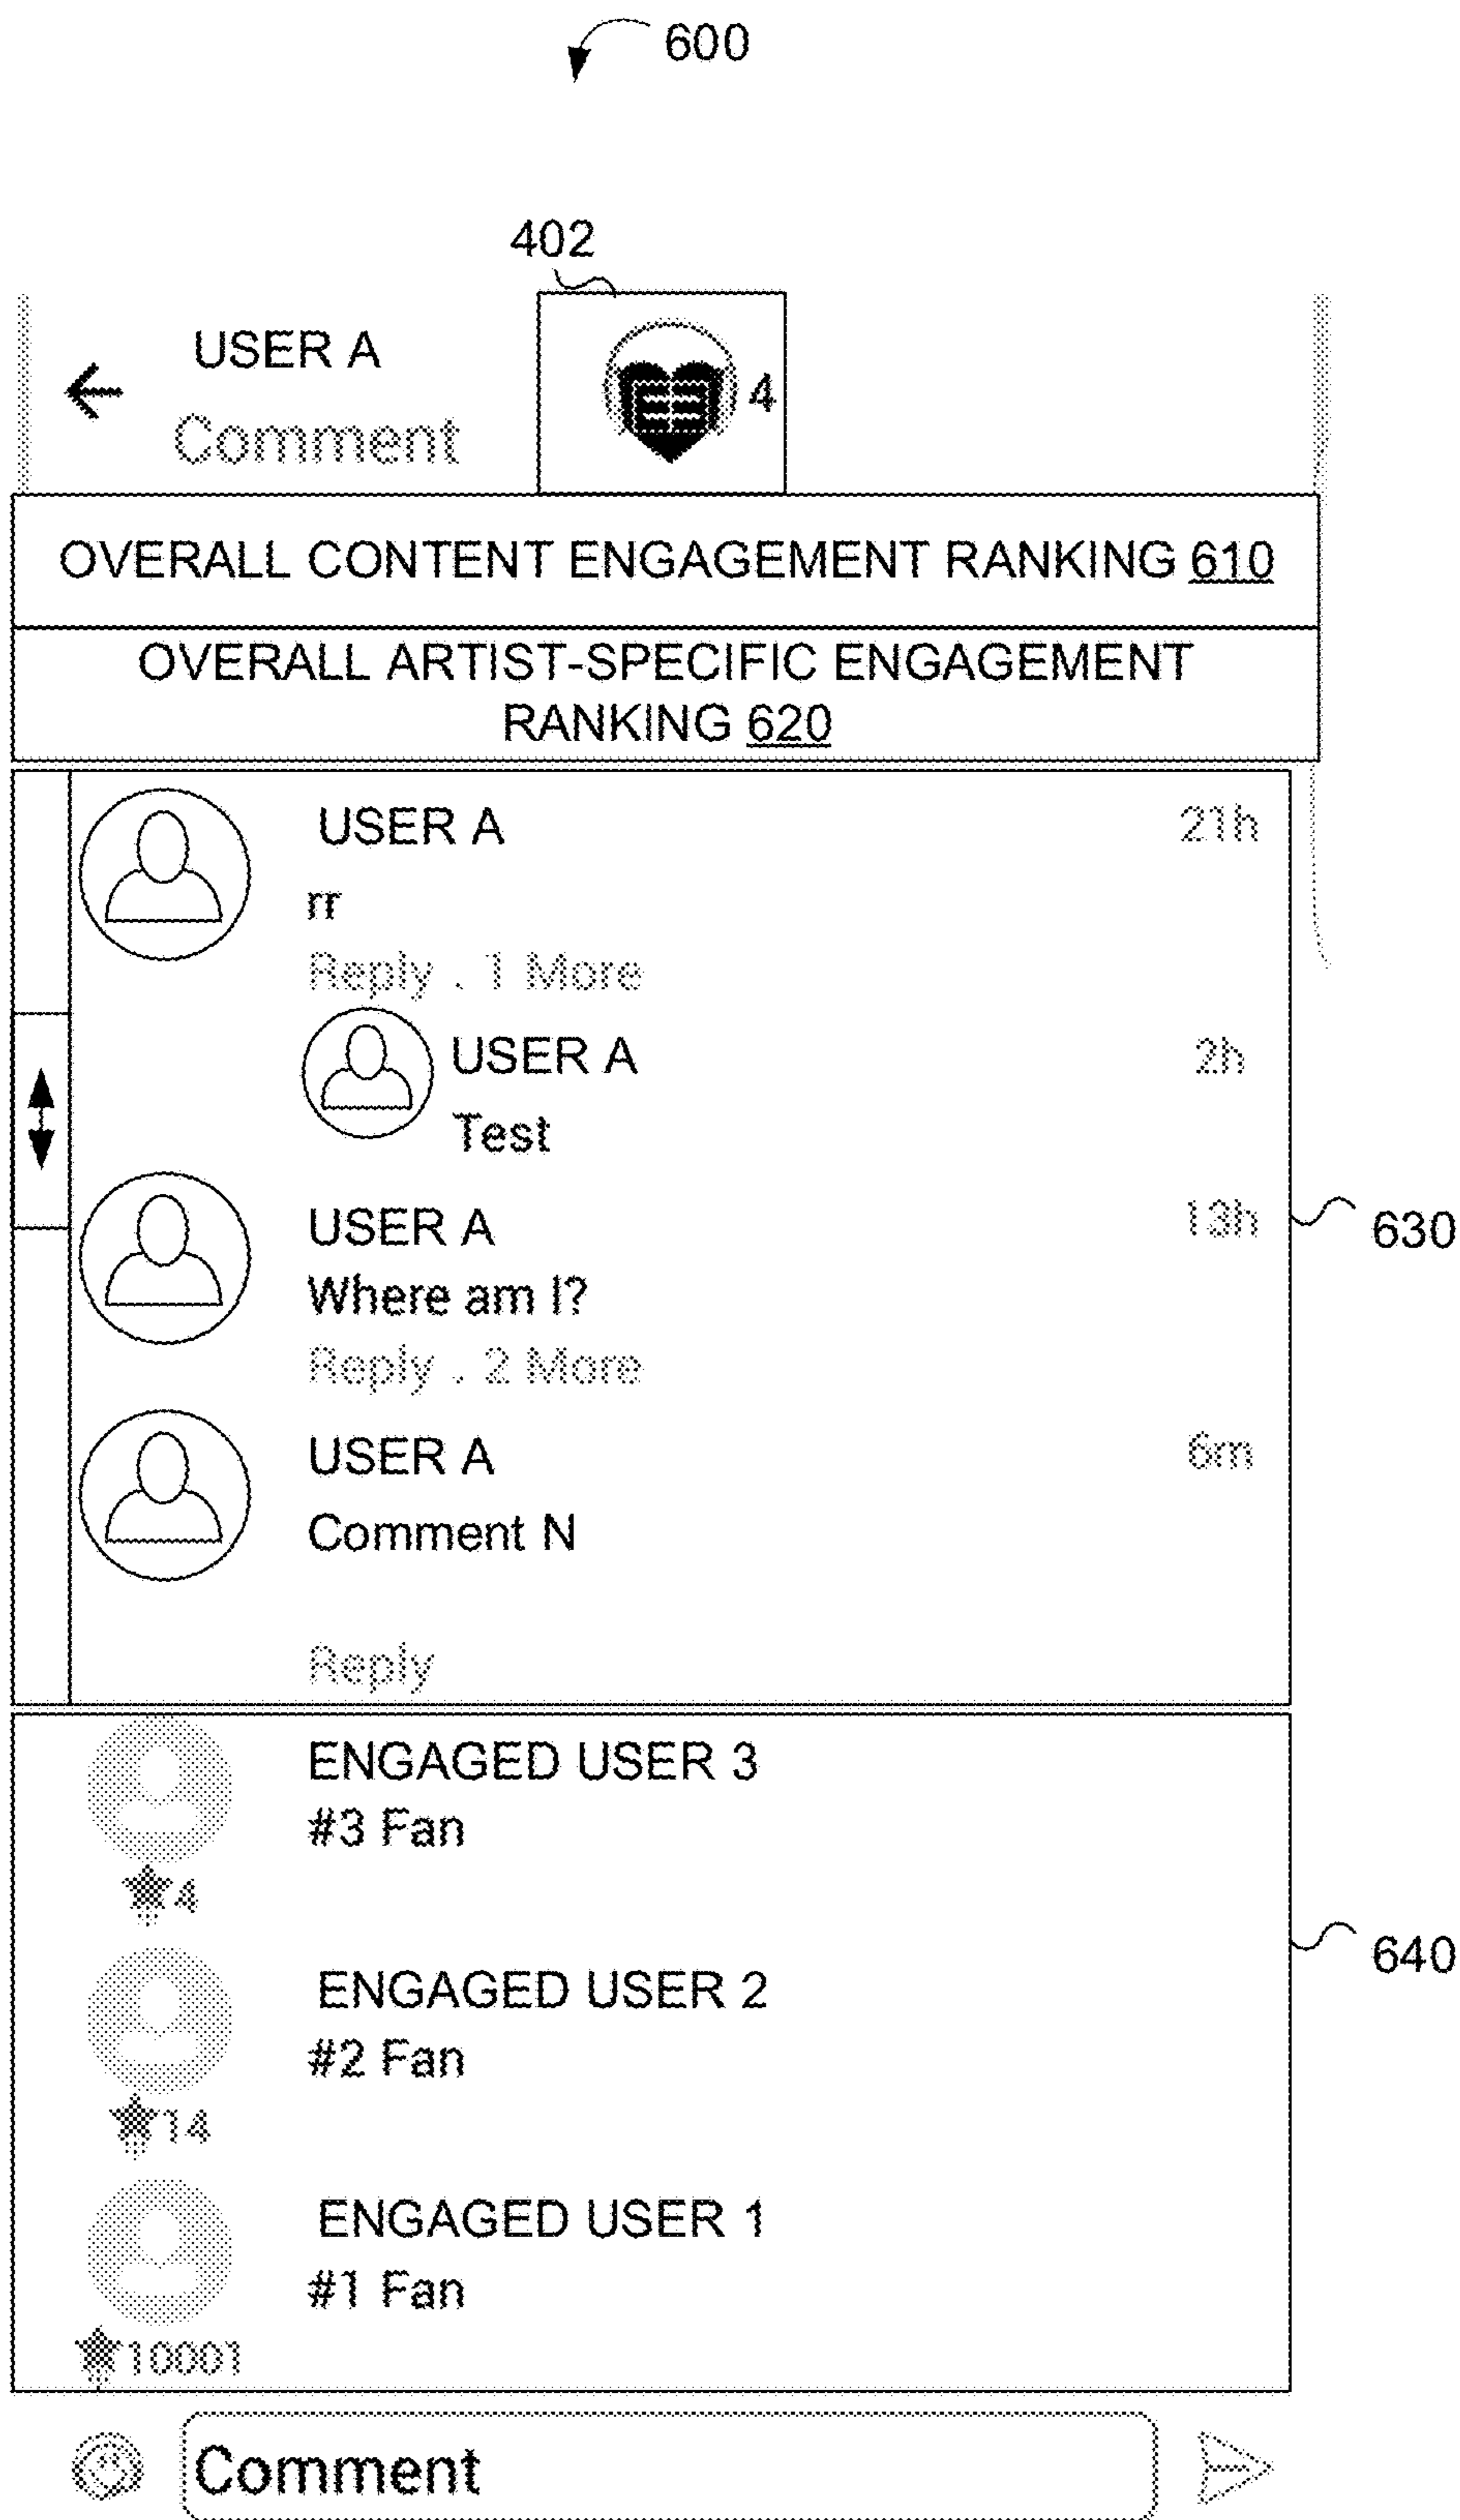 600
402
USER A
4
Comment
OVERALL CONTENT ENGAGEMENT RANKING 610
OVERALL ARTIST-SPECIFIC ENGAGEMENT
RANKING 620
USER A 21h
rr
Reply . 1 More
USER A 2h
Test
USER A 13h
630
Where am I?
Reply . 2 More
USER A 6m
Comment N
Reply
ENGAGED USER 3
#3 Fan
4
640
ENGAGED USER 2
#2 Fan
14
ENGAGED USER 1
#1 Fan
10001
Comment